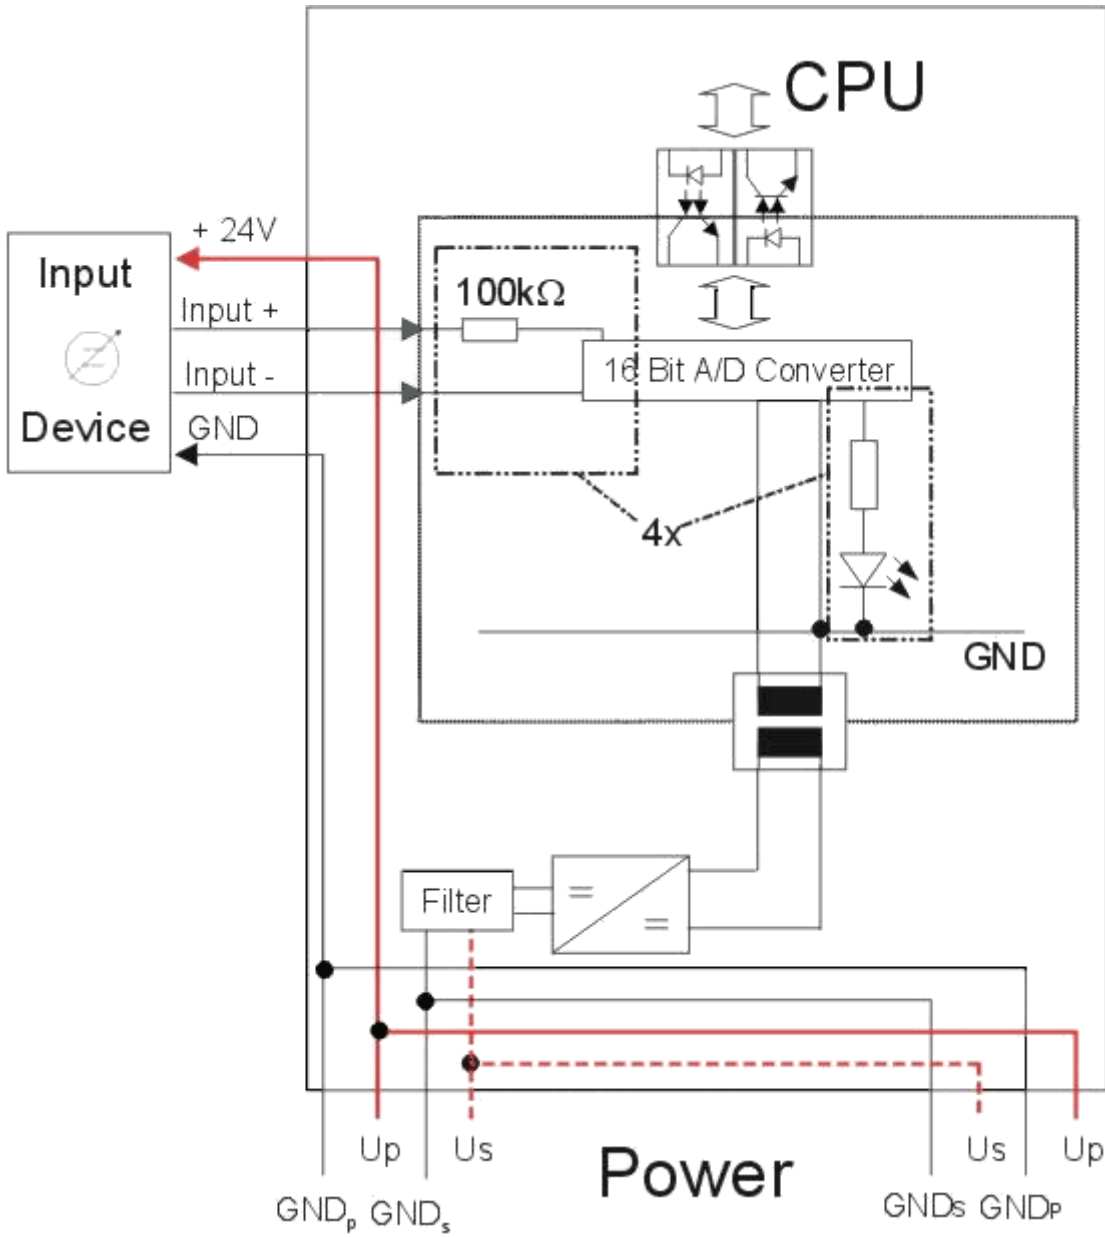 CPU
+ 24V
Input
Device
100kΩ
Input +
16 Bit A/D Converter
Input -
GND
4x
GND
Filter
Up
Us
Power
Us
Up
GNDp
GNDs
GNDs
GNDP